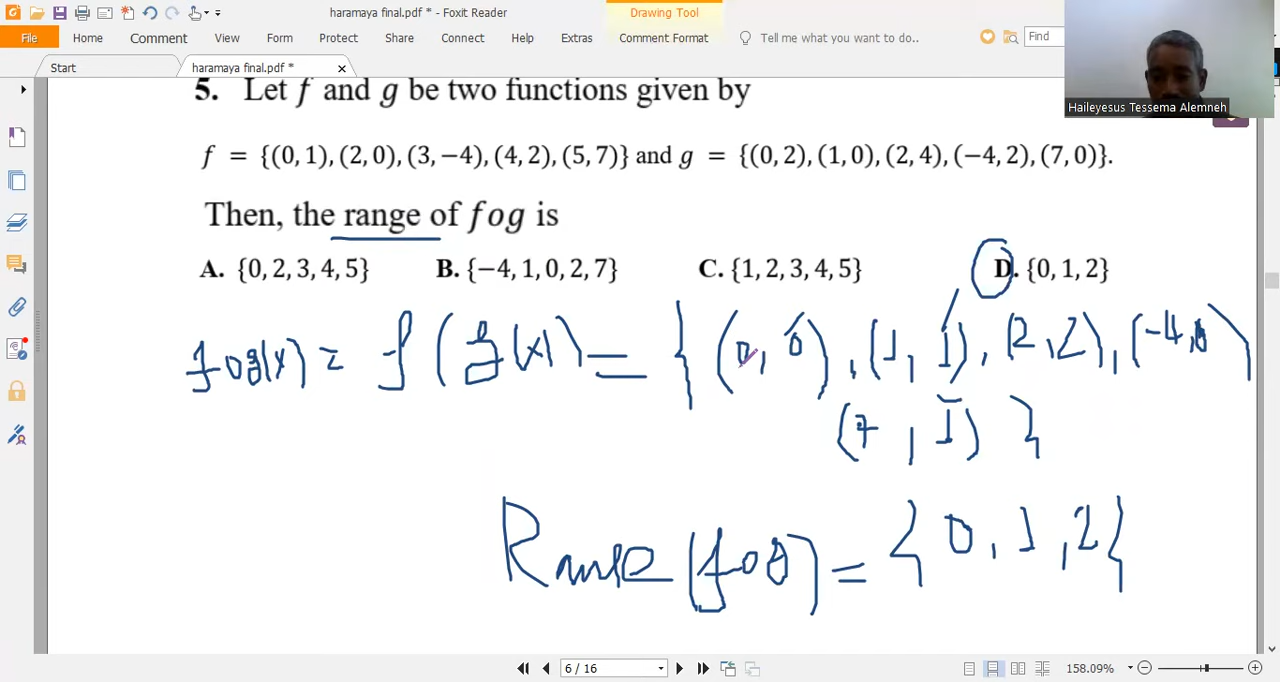 haramaya final.pdf * - Foxit Reader
Drawing Tool
File Home Comment View Form Protect Share Connect Help Extras Comment Format Tell me what you want to do.. Find
Start haramaya final.pdf *
Haileyesus Tessema Alemneh
5. Let f and g be two functions given by
f = {(0, 1), (2, 0), (3, −4), (4, 2), (5, 7)} and g = {(0, 2), (1, 0), (2, 4), (−4, 2), (7, 0)}.
Then, the range of fog is
A. {0, 2, 3, 4, 5} B. {−4, 1, 0, 2, 7} C. {1, 2, 3, 4, 5} D. {0, 1, 2}
fog(x) = f(g(x)) = { (0, 0), (1, 1), (2, 2), (-4, 0)
(7, 1) }
Range (fog) = { 0, 1, 2 }
6 / 16 158.09%